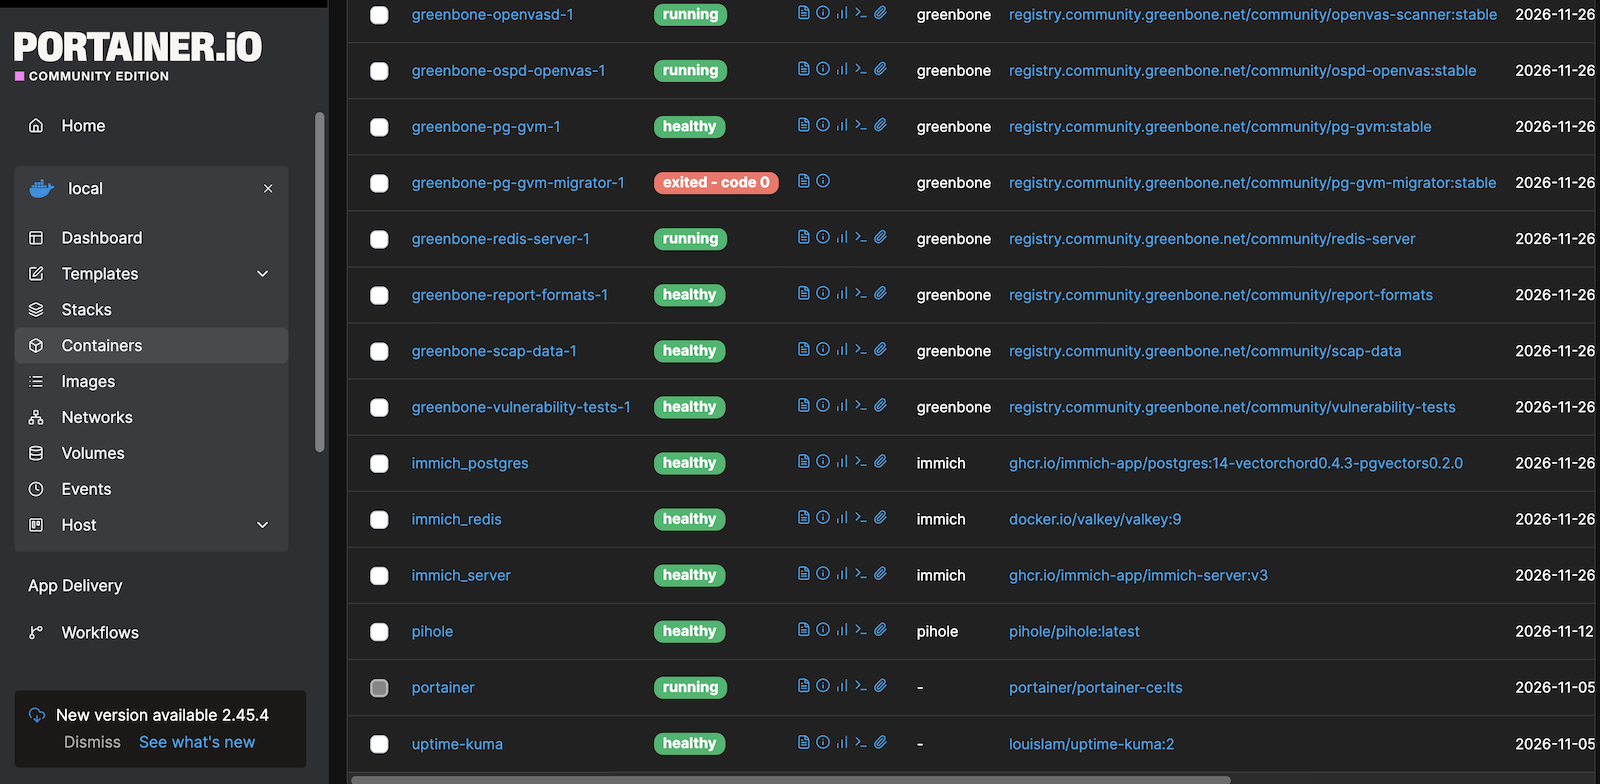 PORTAINER.iO
COMMUNITY EDITION
Home
local
Dashboard
Templates
Stacks
Containers
Images
Networks
Volumes
Events
Host
App Delivery
Workflows
New version available 2.45.4
Dismiss See what's new
greenbone-openvasd-1 running greenbone registry.community.greenbone.net/community/openvas-scanner:stable 2026-11-26
greenbone-ospd-openvas-1 running greenbone registry.community.greenbone.net/community/ospd-openvas:stable 2026-11-26
greenbone-pg-gvm-1 healthy greenbone registry.community.greenbone.net/community/pg-gvm:stable 2026-11-26
greenbone-pg-gvm-migrator-1 exited - code 0 greenbone registry.community.greenbone.net/community/pg-gvm-migrator:stable 2026-11-26
greenbone-redis-server-1 running greenbone registry.community.greenbone.net/community/redis-server 2026-11-26
greenbone-report-formats-1 healthy greenbone registry.community.greenbone.net/community/report-formats 2026-11-26
greenbone-scap-data-1 healthy greenbone registry.community.greenbone.net/community/scap-data 2026-11-26
greenbone-vulnerability-tests-1 healthy greenbone registry.community.greenbone.net/community/vulnerability-tests 2026-11-26
immich_postgres healthy immich ghcr.io/immich-app/postgres:14-vectorchord0.4.3-pgvectors0.2.0 2026-11-26
immich_redis healthy immich docker.io/valkey/valkey:9 2026-11-26
immich_server healthy immich ghcr.io/immich-app/immich-server:v3 2026-11-26
pihole healthy pihole pihole/pihole:latest 2026-11-12
portainer running - portainer/portainer-ce:lts 2026-11-05
uptime-kuma healthy - louislam/uptime-kuma:2 2026-11-05